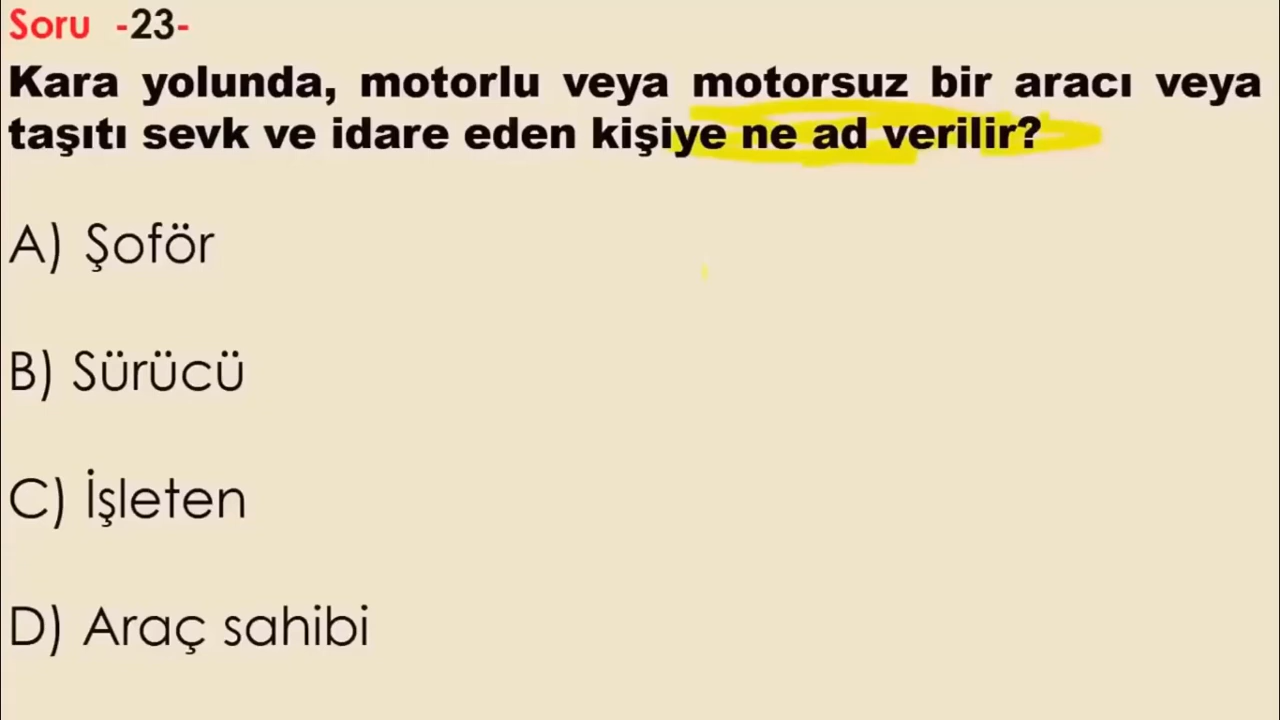 Soru -23-
Kara yolunda, motorlu veya motorsuz bir aracı veya
taşıtı sevk ve idare eden kişiye ne ad verilir?
A) Şoför
B) Sürücü
C) İşleten
D) Araç sahibi